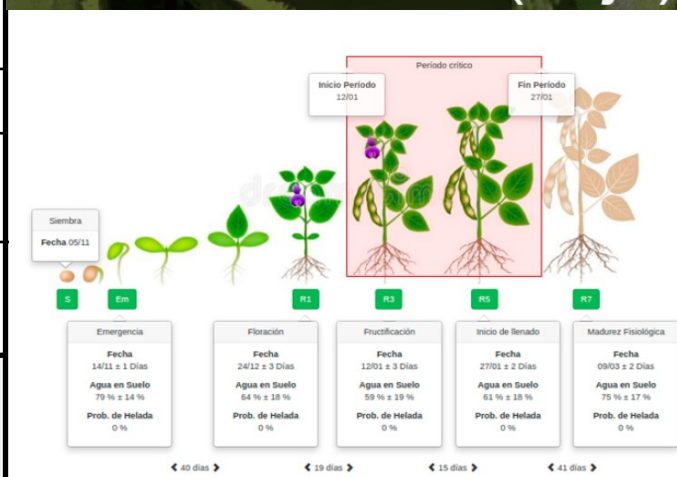 Período crítico
Inicio Período
12/01
Fin Período
27/01
Siembra
Fecha 05/11
S
Em
R1
R3
R5
R7
Emergencia
Fecha
14/11 ± 1 Días
Agua en Suelo
79 % ± 14 %
Prob. de Helada
0 %
Floración
Fecha
24/12 ± 3 Días
Agua en Suelo
64 % ± 18 %
Prob. de Helada
0 %
Fructificación
Fecha
12/01 ± 3 Días
Agua en Suelo
59 % ± 19 %
Prob. de Helada
0 %
Inicio de llenado
Fecha
27/01 ± 2 Días
Agua en Suelo
61 % ± 18 %
Prob. de Helada
0 %
Madurez Fisiológica
Fecha
09/03 ± 2 Días
Agua en Suelo
75 % ± 17 %
Prob. de Helada
0 %
40 días
19 días
15 días
41 días